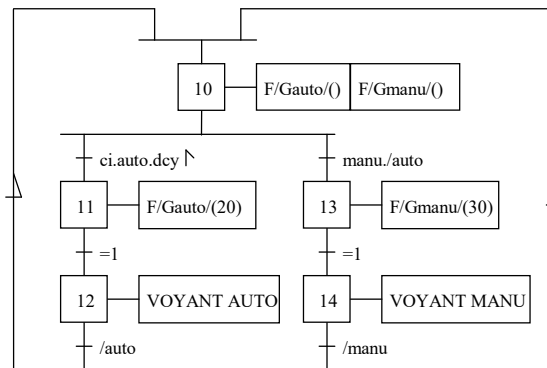 10 F/Gauto/() F/Gmanu/()
ci.auto.dcy manu./auto
11 F/Gauto/(20) 13 F/Gmanu/(30)
=1 =1
12 VOYANT AUTO 14 VOYANT MANU
/auto /manu